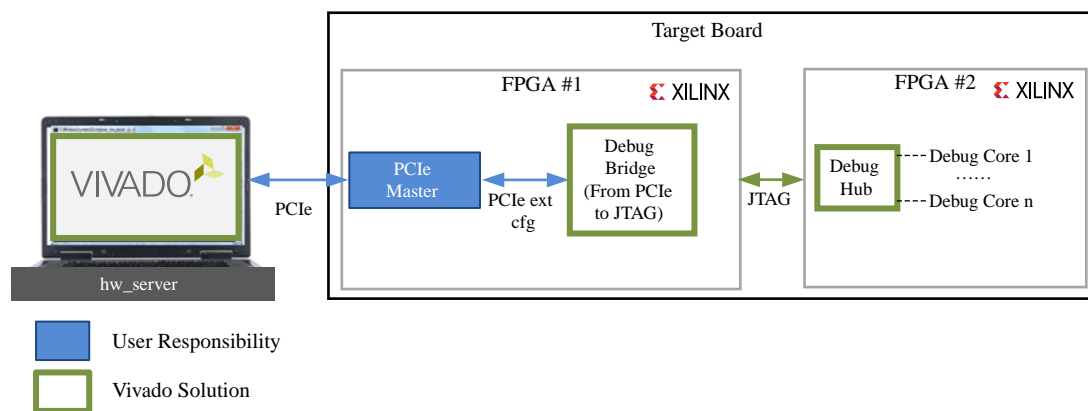 Target Board
FPGA #1
XILINX
FPGA #2
XILINX
VIVADO
PCIe
PCIe
Master
PCIe ext
cfg
Debug
Bridge
(From PCIe
to JTAG)
JTAG
Debug
Hub
Debug Core 1
......
Debug Core n
hw_server
User Responsibility
Vivado Solution